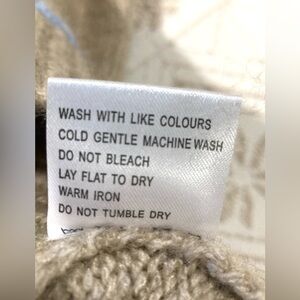 WASH WITH LIKE COLOURS
COLD GENTLE MACHINE WASH
DO NOT BLEACH
LAY FLAT TO DRY
WARM IRON
DO NOT TUMBLE DRY